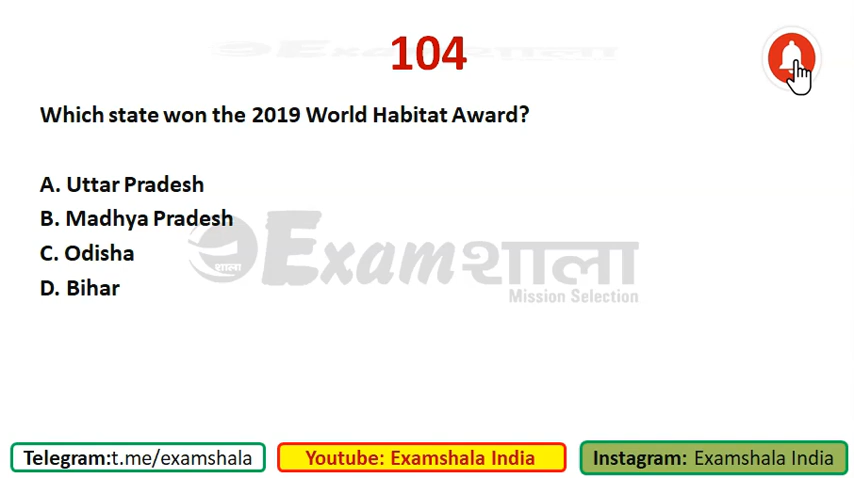 104
Which state won the 2019 World Habitat Award?
A. Uttar Pradesh
B. Madhya Pradesh
C. Odisha
D. Bihar
शाला Examशाला
Mission Selection
Telegram:t.me/examshala
Youtube: Examshala India
Instagram: Examshala India